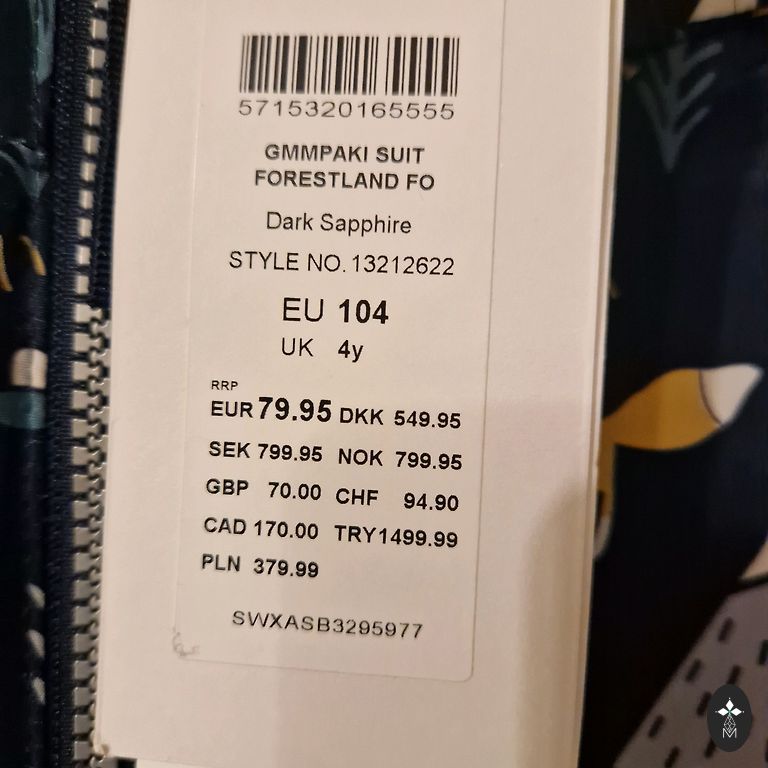 5715320165555
GMMPAKI SUIT
FORESTLAND FO
Dark Sapphire
STYLE NO. 13212622
EU 104
UK 4y
RRP
EUR 79.95 DKK 549.95
SEK 799.95 NOK 799.95
GBP 70.00 CHF 94.90
CAD 170.00 TRY1499.99
PLN 379.99
SWXASB3295977
M